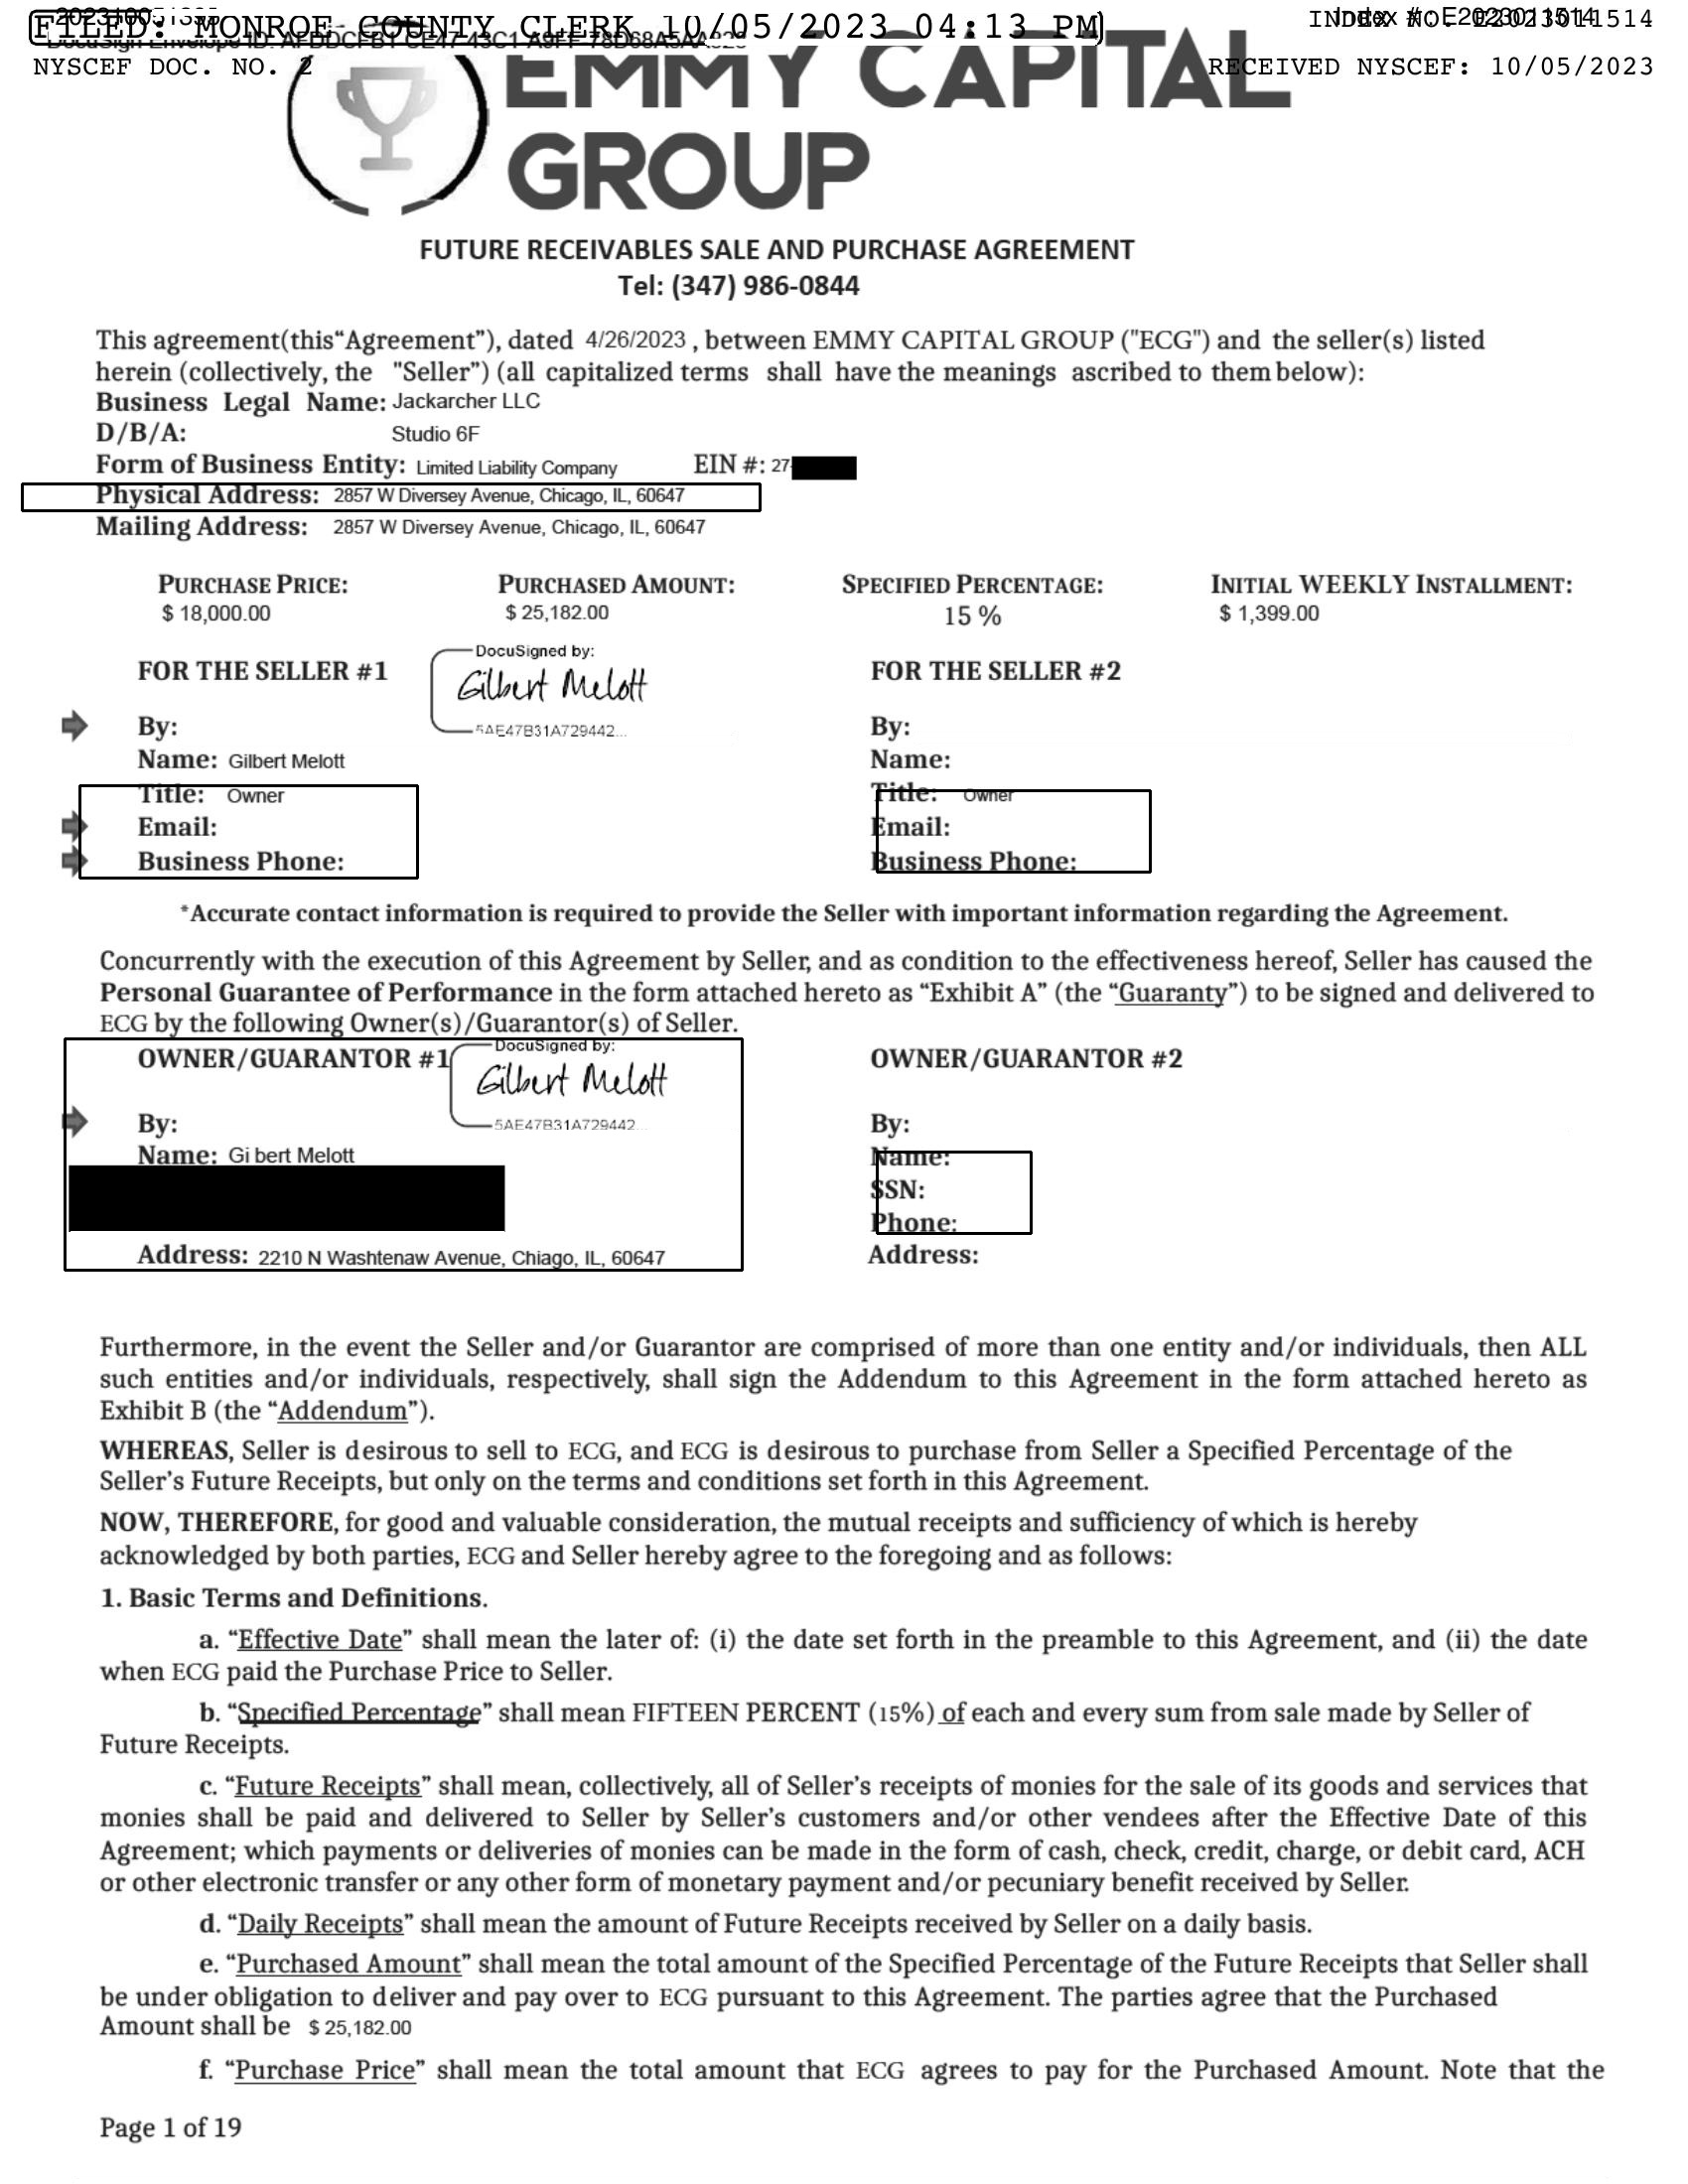 FILED: MONROE COUNTY CLERK 10/05/2023 04:13 PM
INDEX NO. E2023011514
202310051335
Index #: E2023011514
DocuSign Envelope ID:
NYSCEF DOC. NO. 2
RECEIVED NYSCEF: 10/05/2023
EMMY CAPITAL
GROUP
FUTURE RECEIVABLES SALE AND PURCHASE AGREEMENT
Tel: (347) 986-0844
This agreement(this“Agreement”), dated 4/26/2023 , between EMMY CAPITAL GROUP ("ECG") and the seller(s) listed
herein (collectively, the "Seller") (all capitalized terms shall have the meanings ascribed to them below):
Business Legal Name: Jackarcher LLC
D/B/A: Studio 6F
Form of Business Entity: Limited Liability Company EIN #: 27-
Physical Address: 2857 W Diversey Avenue, Chicago, IL, 60647
Mailing Address: 2857 W Diversey Avenue, Chicago, IL, 60647
PURCHASE PRICE: PURCHASED AMOUNT: SPECIFIED PERCENTAGE: INITIAL WEEKLY INSTALLMENT:
$ 18,000.00 $ 25,182.00 15 % $ 1,399.00
DocuSigned by:
FOR THE SELLER #1 Gilbert Melott FOR THE SELLER #2
5AE47B31A729442...
By: By:
Name: Gilbert Melott Name:
Title: Owner Title: Owner
Email: Email:
Business Phone: Business Phone:
*Accurate contact information is required to provide the Seller with important information regarding the Agreement.
Concurrently with the execution of this Agreement by Seller, and as condition to the effectiveness hereof, Seller has caused the
Personal Guarantee of Performance in the form attached hereto as “Exhibit A” (the “Guaranty”) to be signed and delivered to
ECG by the following Owner(s)/Guarantor(s) of Seller.
DocuSigned by:
OWNER/GUARANTOR #1 Gilbert Melott OWNER/GUARANTOR #2
5AE47B31A729442...
By: By:
Name: Gi bert Melott Name:
SSN:
Phone:
Address: 2210 N Washtenaw Avenue, Chiago, IL, 60647 Address:
Furthermore, in the event the Seller and/or Guarantor are comprised of more than one entity and/or individuals, then ALL
such entities and/or individuals, respectively, shall sign the Addendum to this Agreement in the form attached hereto as
Exhibit B (the “Addendum”).
WHEREAS, Seller is desirous to sell to ECG, and ECG is desirous to purchase from Seller a Specified Percentage of the
Seller’s Future Receipts, but only on the terms and conditions set forth in this Agreement.
NOW, THEREFORE, for good and valuable consideration, the mutual receipts and sufficiency of which is hereby
acknowledged by both parties, ECG and Seller hereby agree to the foregoing and as follows:
1. Basic Terms and Definitions.
a. “Effective Date” shall mean the later of: (i) the date set forth in the preamble to this Agreement, and (ii) the date
when ECG paid the Purchase Price to Seller.
b. “Specified Percentage” shall mean FIFTEEN PERCENT (15%) of each and every sum from sale made by Seller of
Future Receipts.
c. “Future Receipts” shall mean, collectively, all of Seller’s receipts of monies for the sale of its goods and services that
monies shall be paid and delivered to Seller by Seller’s customers and/or other vendees after the Effective Date of this
Agreement; which payments or deliveries of monies can be made in the form of cash, check, credit, charge, or debit card, ACH
or other electronic transfer or any other form of monetary payment and/or pecuniary benefit received by Seller.
d. “Daily Receipts” shall mean the amount of Future Receipts received by Seller on a daily basis.
e. “Purchased Amount” shall mean the total amount of the Specified Percentage of the Future Receipts that Seller shall
be under obligation to deliver and pay over to ECG pursuant to this Agreement. The parties agree that the Purchased
Amount shall be $ 25,182.00
f. “Purchase Price” shall mean the total amount that ECG agrees to pay for the Purchased Amount. Note that the
Page 1 of 19